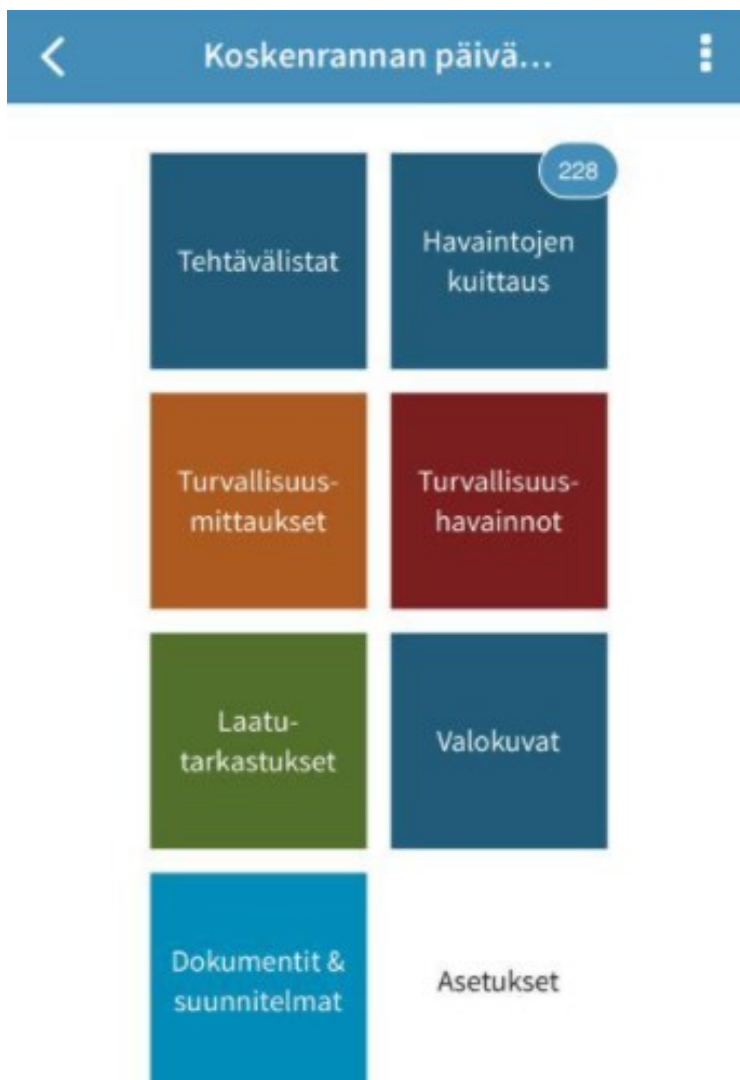 Koskenrannan päivä...
228
Tehtävälistat
Havaintojen
kuittaus
Turvallisuus-
mittaukset
Turvallisuus-
havainnot
Laatu-
tarkastukset
Valokuvat
Dokumentit &
suunnitelmat
Asetukset